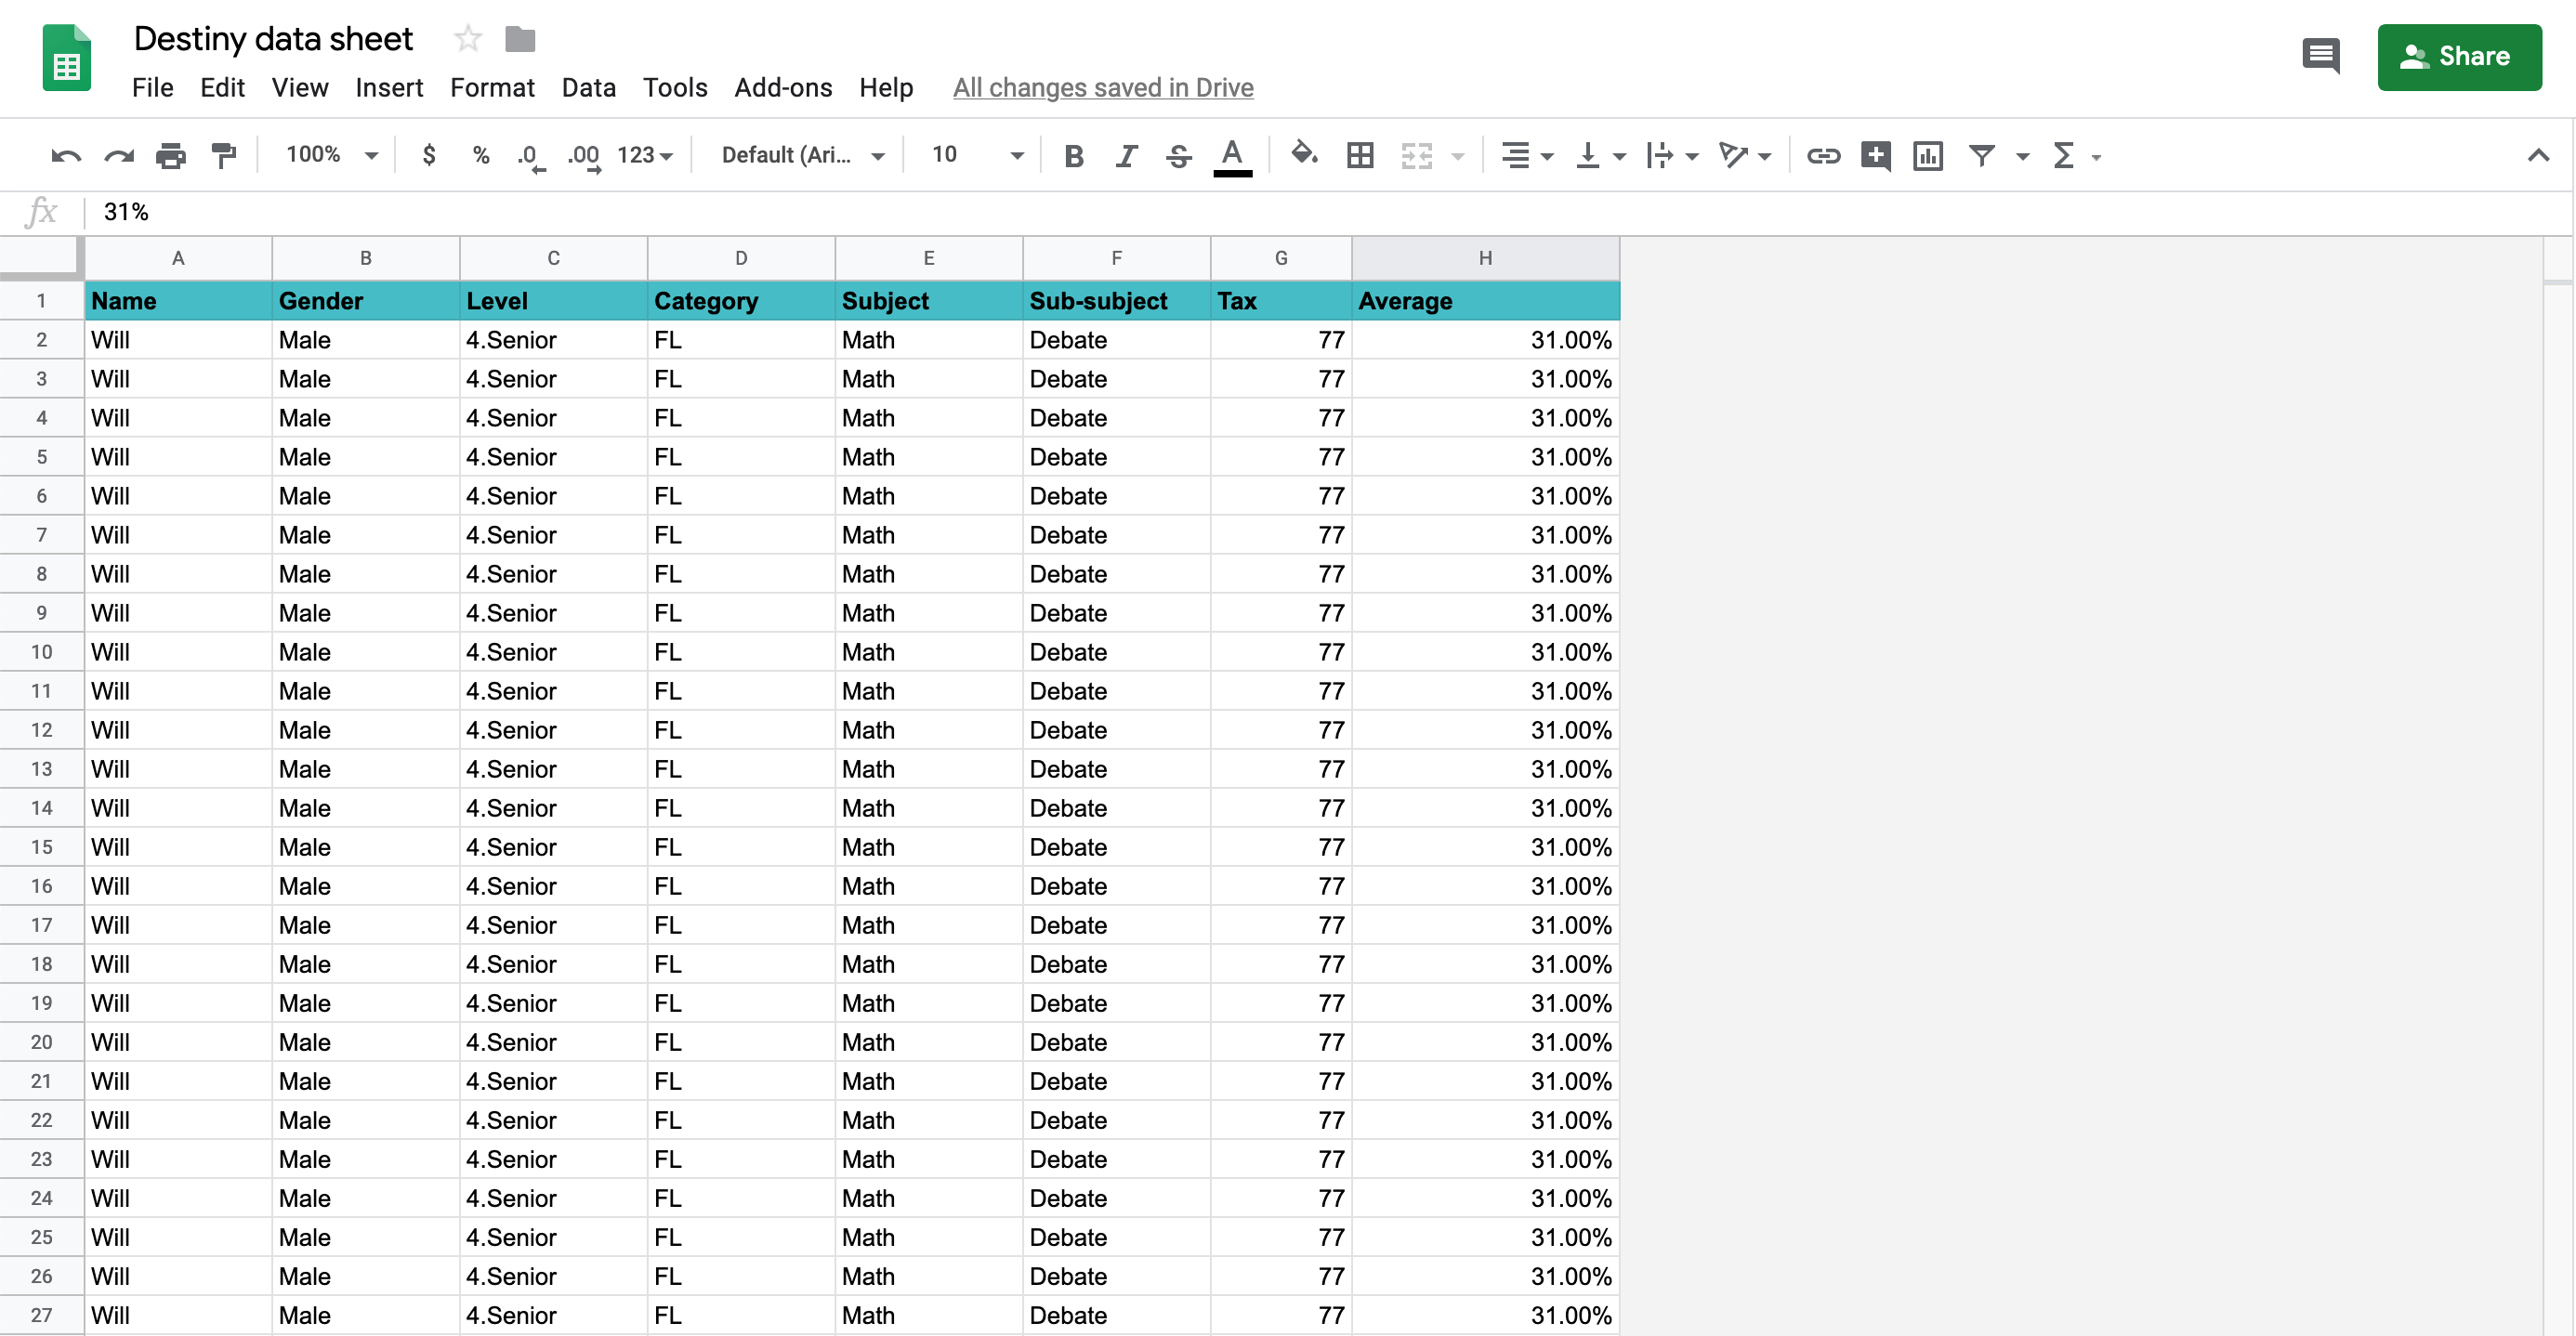 Destiny data sheet
File Edit View Insert Format Data Tools Add-ons Help All changes saved in Drive
Share
100% $ % .0 .00 123 Default (Ari... 10 B I S A
fx 31%
A B C D E F G H
1 Name Gender Level Category Subject Sub-subject Tax Average
2 Will Male 4.Senior FL Math Debate 77 31.00%
3 Will Male 4.Senior FL Math Debate 77 31.00%
4 Will Male 4.Senior FL Math Debate 77 31.00%
5 Will Male 4.Senior FL Math Debate 77 31.00%
6 Will Male 4.Senior FL Math Debate 77 31.00%
7 Will Male 4.Senior FL Math Debate 77 31.00%
8 Will Male 4.Senior FL Math Debate 77 31.00%
9 Will Male 4.Senior FL Math Debate 77 31.00%
10 Will Male 4.Senior FL Math Debate 77 31.00%
11 Will Male 4.Senior FL Math Debate 77 31.00%
12 Will Male 4.Senior FL Math Debate 77 31.00%
13 Will Male 4.Senior FL Math Debate 77 31.00%
14 Will Male 4.Senior FL Math Debate 77 31.00%
15 Will Male 4.Senior FL Math Debate 77 31.00%
16 Will Male 4.Senior FL Math Debate 77 31.00%
17 Will Male 4.Senior FL Math Debate 77 31.00%
18 Will Male 4.Senior FL Math Debate 77 31.00%
19 Will Male 4.Senior FL Math Debate 77 31.00%
20 Will Male 4.Senior FL Math Debate 77 31.00%
21 Will Male 4.Senior FL Math Debate 77 31.00%
22 Will Male 4.Senior FL Math Debate 77 31.00%
23 Will Male 4.Senior FL Math Debate 77 31.00%
24 Will Male 4.Senior FL Math Debate 77 31.00%
25 Will Male 4.Senior FL Math Debate 77 31.00%
26 Will Male 4.Senior FL Math Debate 77 31.00%
27 Will Male 4.Senior FL Math Debate 77 31.00%